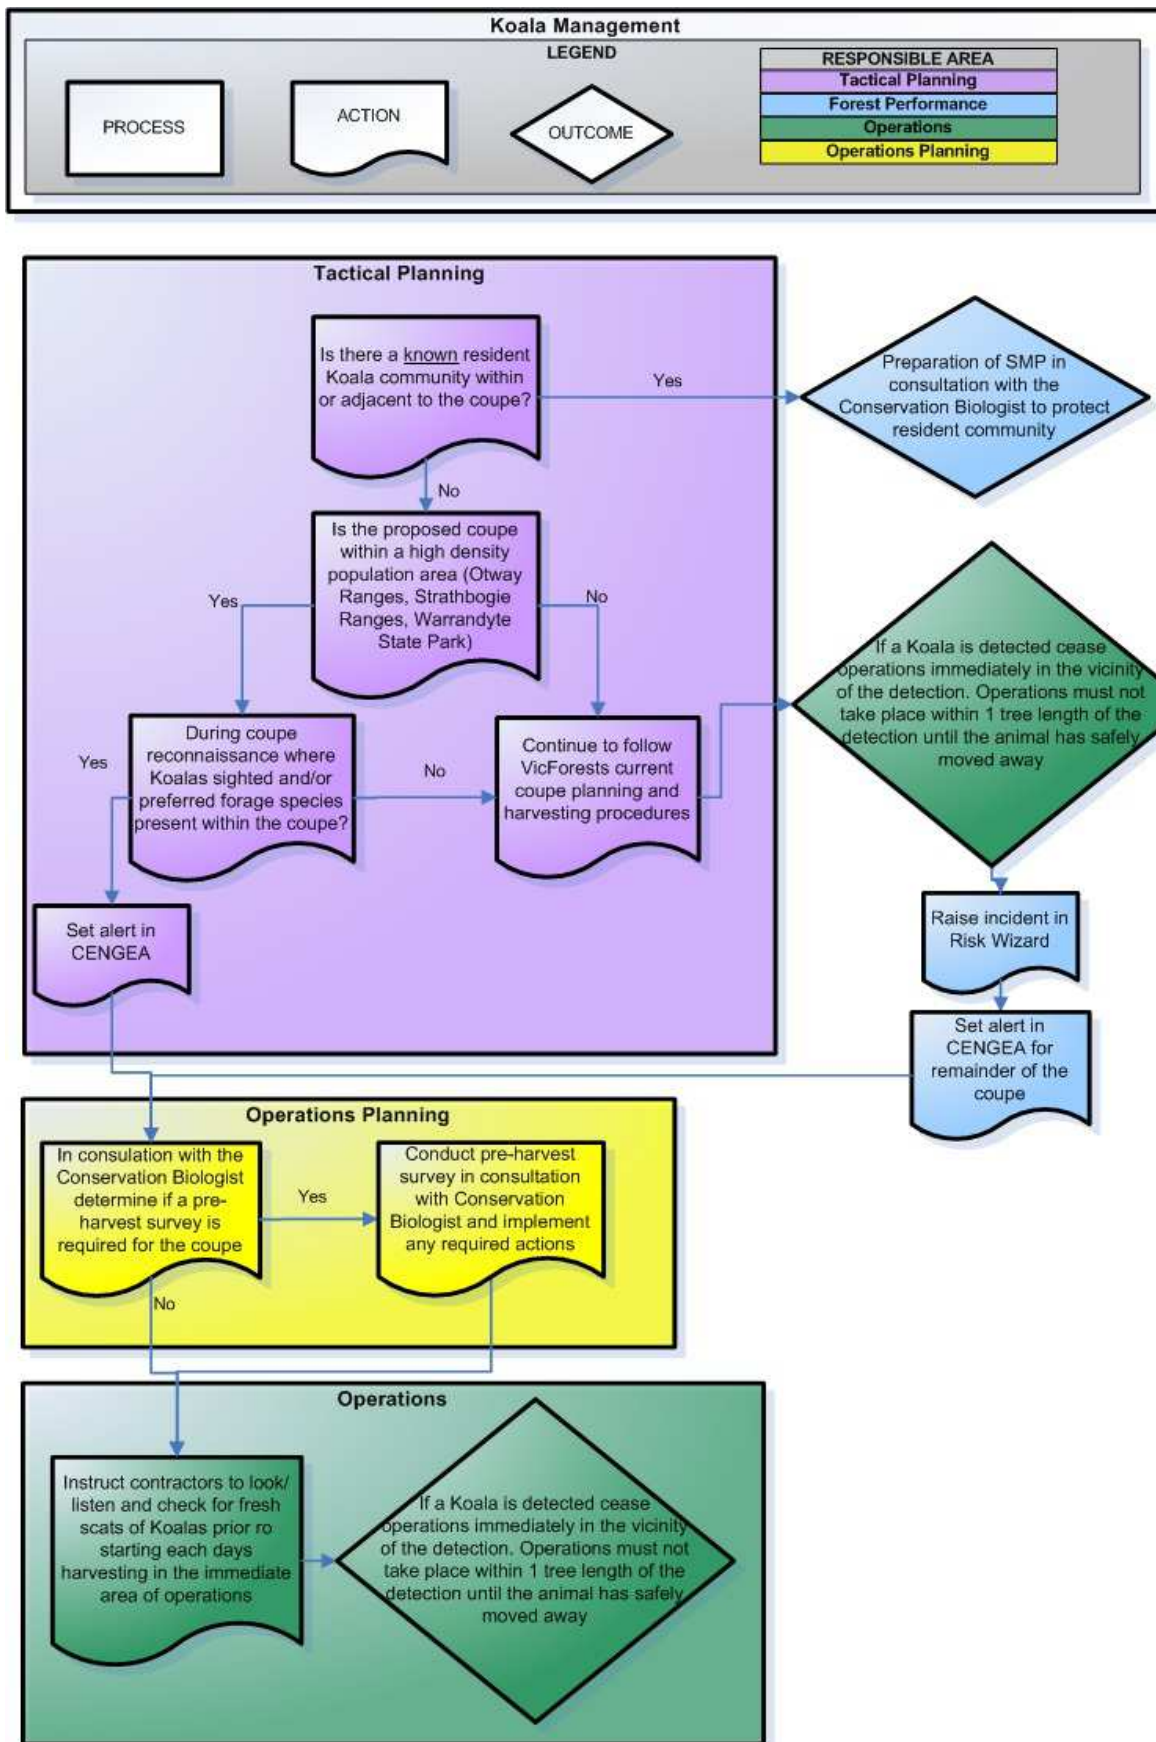 Koala Management
LEGEND
PROCESS
ACTION
OUTCOME
RESPONSIBLE AREA
Tactical Planning
Forest Performance
Operations
Operations Planning
Tactical Planning
Is there a known resident
Koala community within
or adjacent to the coupe?
Yes
Preparation of SMP in
consultation with the
Conservation Biologist to protect
resident community
No
Is the proposed coupe
within a high density
population area (Otway
Ranges, Strathbogie
Ranges, Warrandyte
State Park)
Yes
No
If a Koala is detected cease
operations immediately in the vicinity
of the detection. Operations must not
take place within 1 tree length of the
detection until the animal has safely
moved away
During coupe
reconnaissance where
Koalas sighted and/or
preferred forage species
present within the coupe?
Yes
No
Continue to follow
VicForests current
coupe planning and
harvesting procedures
Set alert in
CENGEA
Raise incident in
Risk Wizard
Set alert in
CENGEA for
remainder of the
coupe
Operations Planning
In consulation with the
Conservation Biologist
determine if a pre-
harvest survey is
required for the coupe
Yes
Conduct pre-harvest
survey in consultation
with Conservation
Biologist and implement
any required actions
No
Operations
Instruct contractors to look/
listen and check for fresh
scats of Koalas prior ro
starting each days
harvesting in the immediate
area of operations
If a Koala is detected cease
operations immediately in the vicinity
of the detection. Operations must not
take place within 1 tree length of the
detection until the animal has safely
moved away